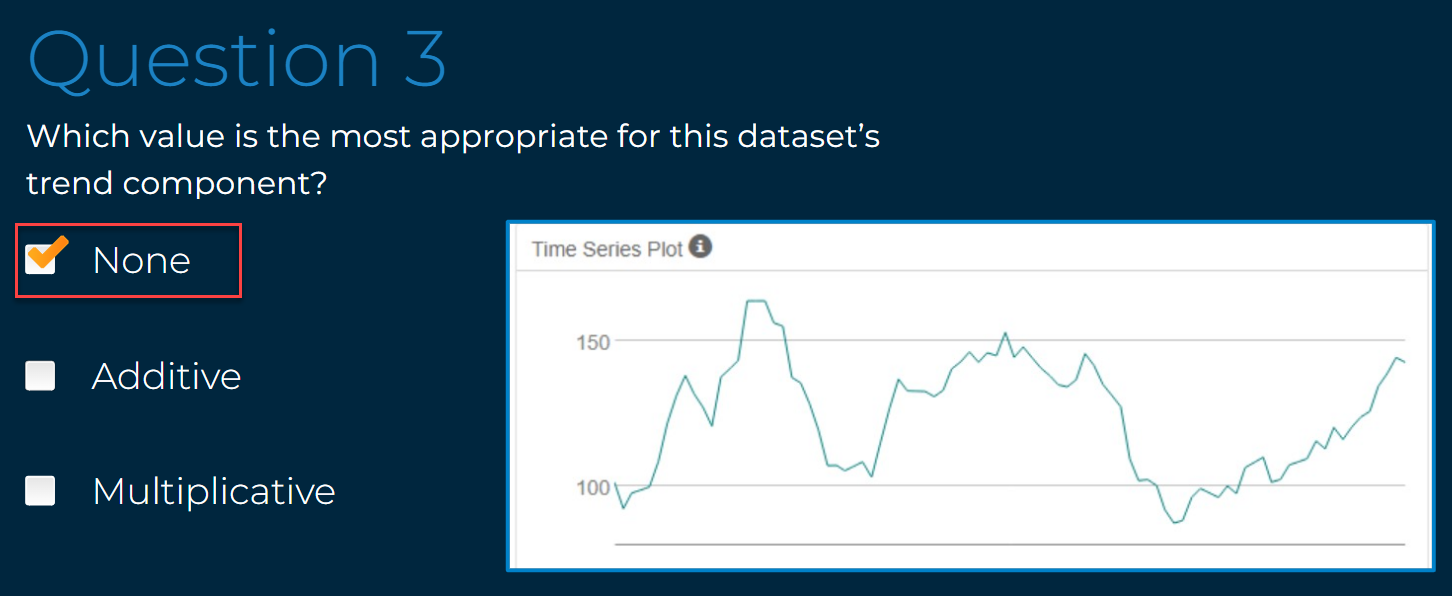 Question 3
Which value is the most appropriate for this dataset’s
trend component?
None
Additive
Multiplicative
Time Series Plot i
150
100